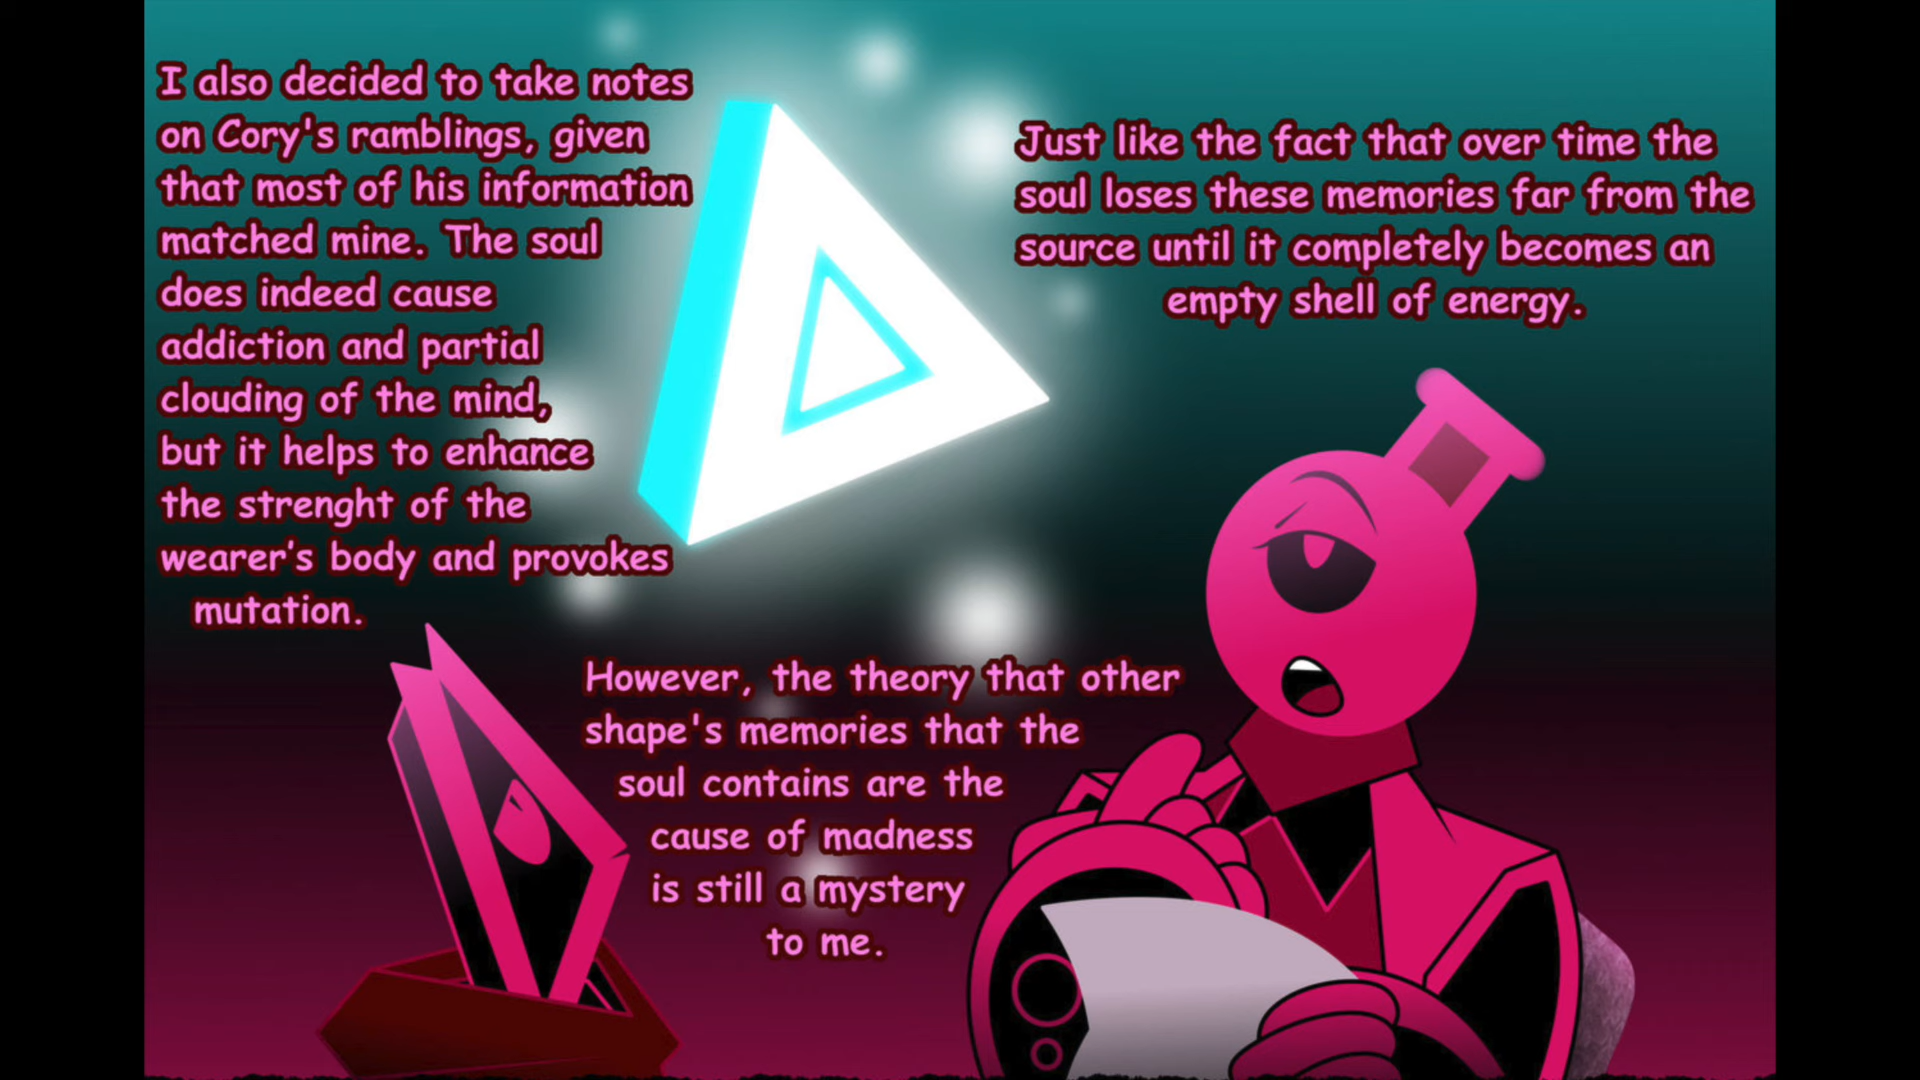 I also decided to take notes
on Cory's ramblings, given
that most of his information
matched mine. The soul
does indeed cause
addiction and partial
clouding of the mind,
but it helps to enhance
the strenght of the
wearer's body and provokes
mutation.
Just like the fact that over time the
soul loses these memories far from the
source until it completely becomes an
empty shell of energy.
However, the theory that other
shape's memories that the
soul contains are the
cause of madness
is still a mystery
to me.